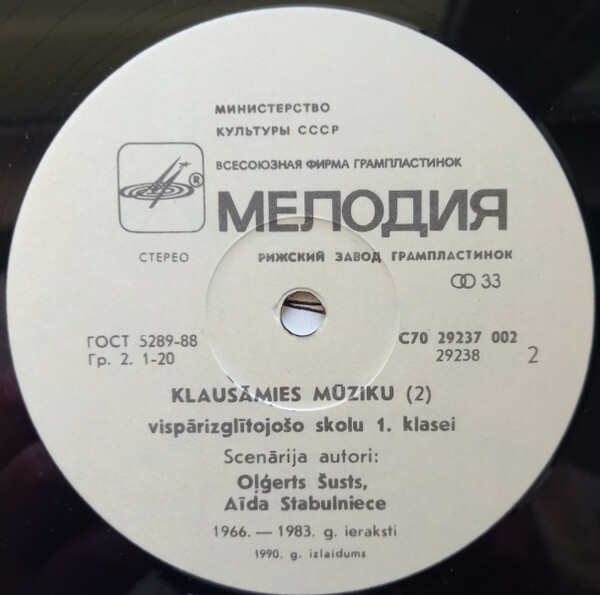 МИНИСТЕРСТВО
КУЛЬТУРЫ СССР
ВСЕСОЮЗНАЯ ФИРМА ГРАМПЛАСТИНОК
®
МЕЛОДИЯ
СТЕРЕО
РИЖСКИЙ ЗАВОД ГРАМПЛАСТИНОК
33
ГОСТ 5289-88
Гр. 2. 1-20
С70 29237 002
29238
2
KLAUSĀMIES MŪZIKU (2)
vispārizglītojošo skolu 1. klasei
Scenārija autori:
Oļģerts Šusts,
Aīda Stabulniece
1966. — 1983. g. ieraksti
1990. g. izlaidums